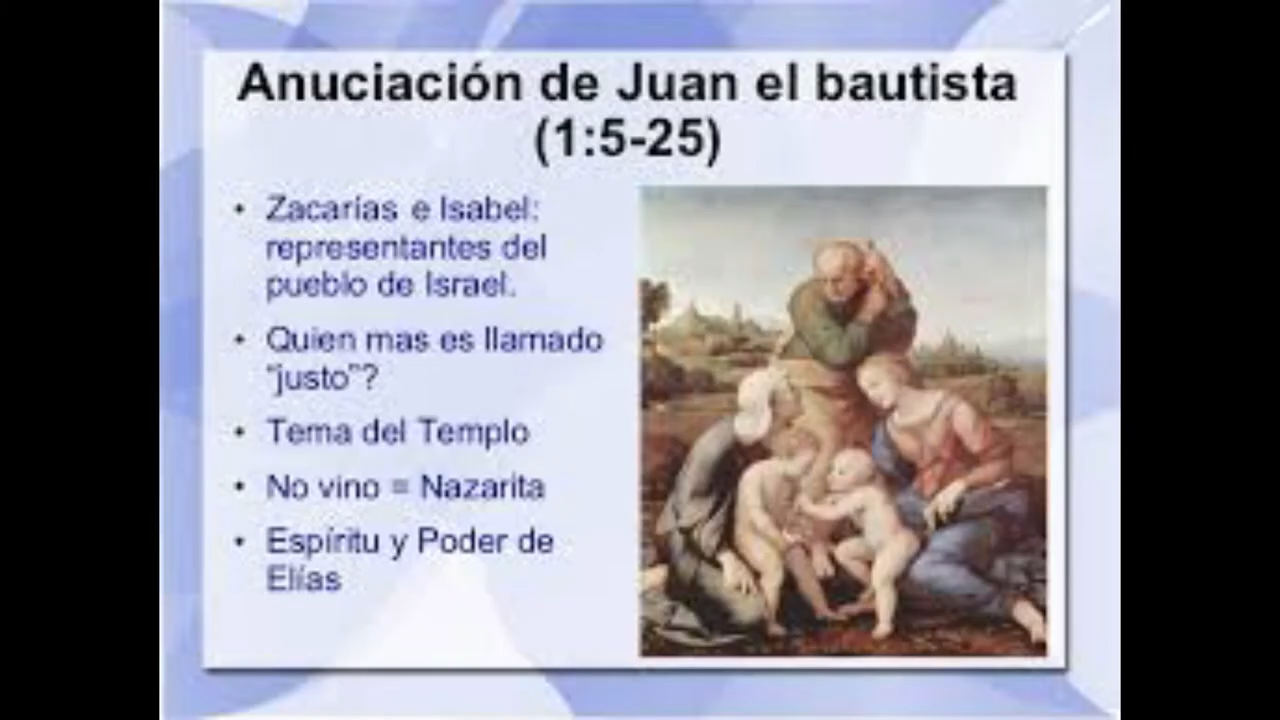 Anuciación de Juan el bautista
(1:5-25)
• Zacarías e Isabel:
representantes del
pueblo de Israel.
• Quien mas es llamado
“justo”?
• Tema del Templo
• No vino = Nazarita
• Espíritu y Poder de
Elías